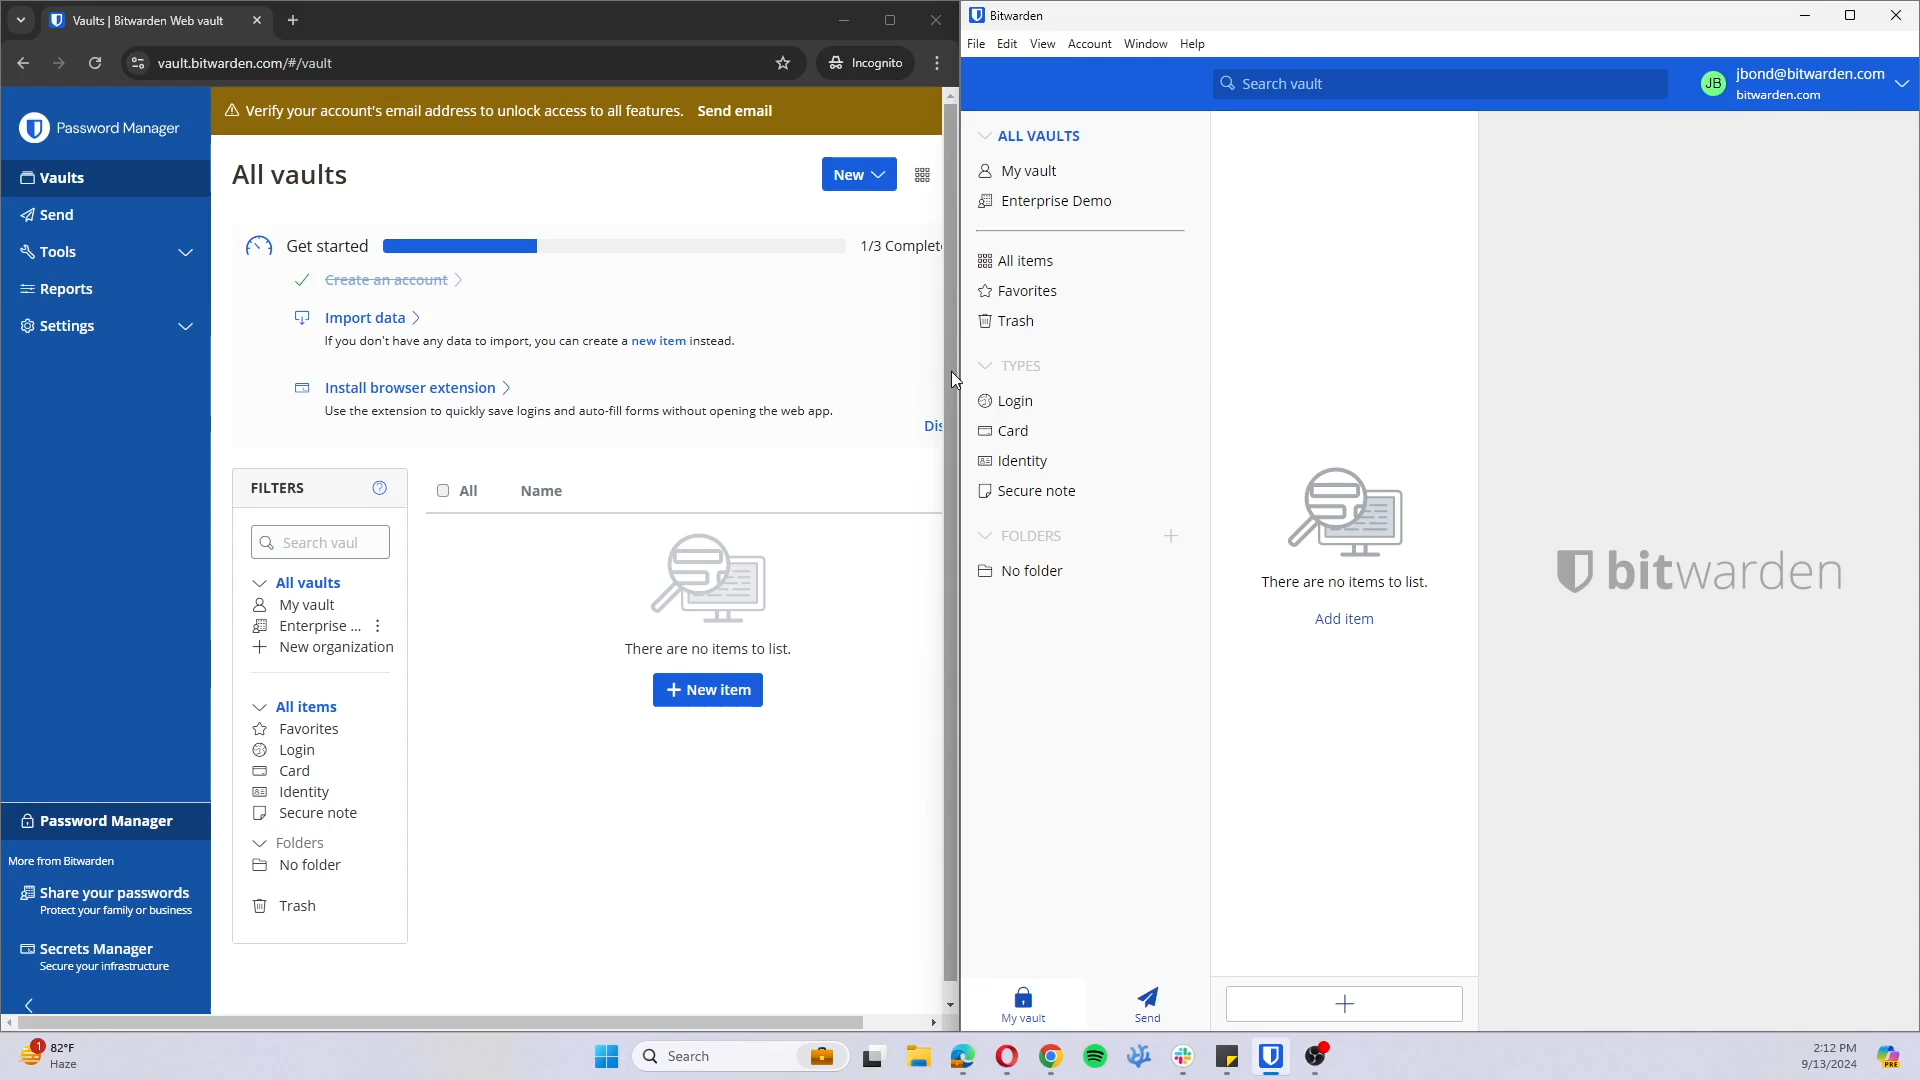 Vaults | Bitwarden Web vault
vault.bitwarden.com/#/vault
Incognito
Password Manager
Vaults
Send
Tools
Reports
Settings
Password Manager
More from Bitwarden
Share your passwords
Protect your family or business
Secrets Manager
Secure your infrastructure
Verify your account's email address to unlock access to all features. Send email
All vaults
New
Get started
1/3 Complet
Create an account
Import data
If you don't have any data to import, you can create a new item instead.
Install browser extension
Use the extension to quickly save logins and auto-fill forms without opening the web app.
Dis
FILTERS
Search vaul
All vaults
My vault
Enterprise ...
New organization
All items
Favorites
Login
Card
Identity
Secure note
Folders
No folder
Trash
All Name
There are no items to list.
New item
Bitwarden
File Edit View Account Window Help
Search vault
JB
jbond@bitwarden.com
bitwarden.com
ALL VAULTS
My vault
Enterprise Demo
All items
Favorites
Trash
TYPES
Login
Card
Identity
Secure note
FOLDERS
No folder
My vault
Send
There are no items to list.
Add item
bitwarden
1
82°F
Haze
Search
2:12 PM
9/13/2024
PRE